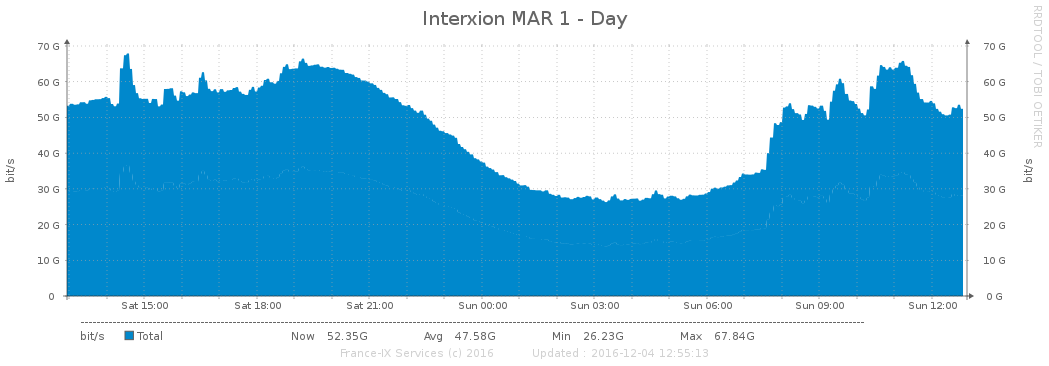 Interxion MAR 1 - Day
RRDTOOL / TOBI OETIKER
70 G 70 G
60 G 60 G
50 G 50 G
40 G 40 G
30 G 30 G
20 G 20 G
10 G 10 G
0 0 G
bit/s bit/s
Sat 15:00 Sat 18:00 Sat 21:00 Sun 00:00 Sun 03:00 Sun 06:00 Sun 09:00 Sun 12:00
bit/s Total Now 52.35G Avg 47.58G Min 26.23G Max 67.84G
France-IX Services (c) 2016 Updated : 2016-12-04 12:55:13